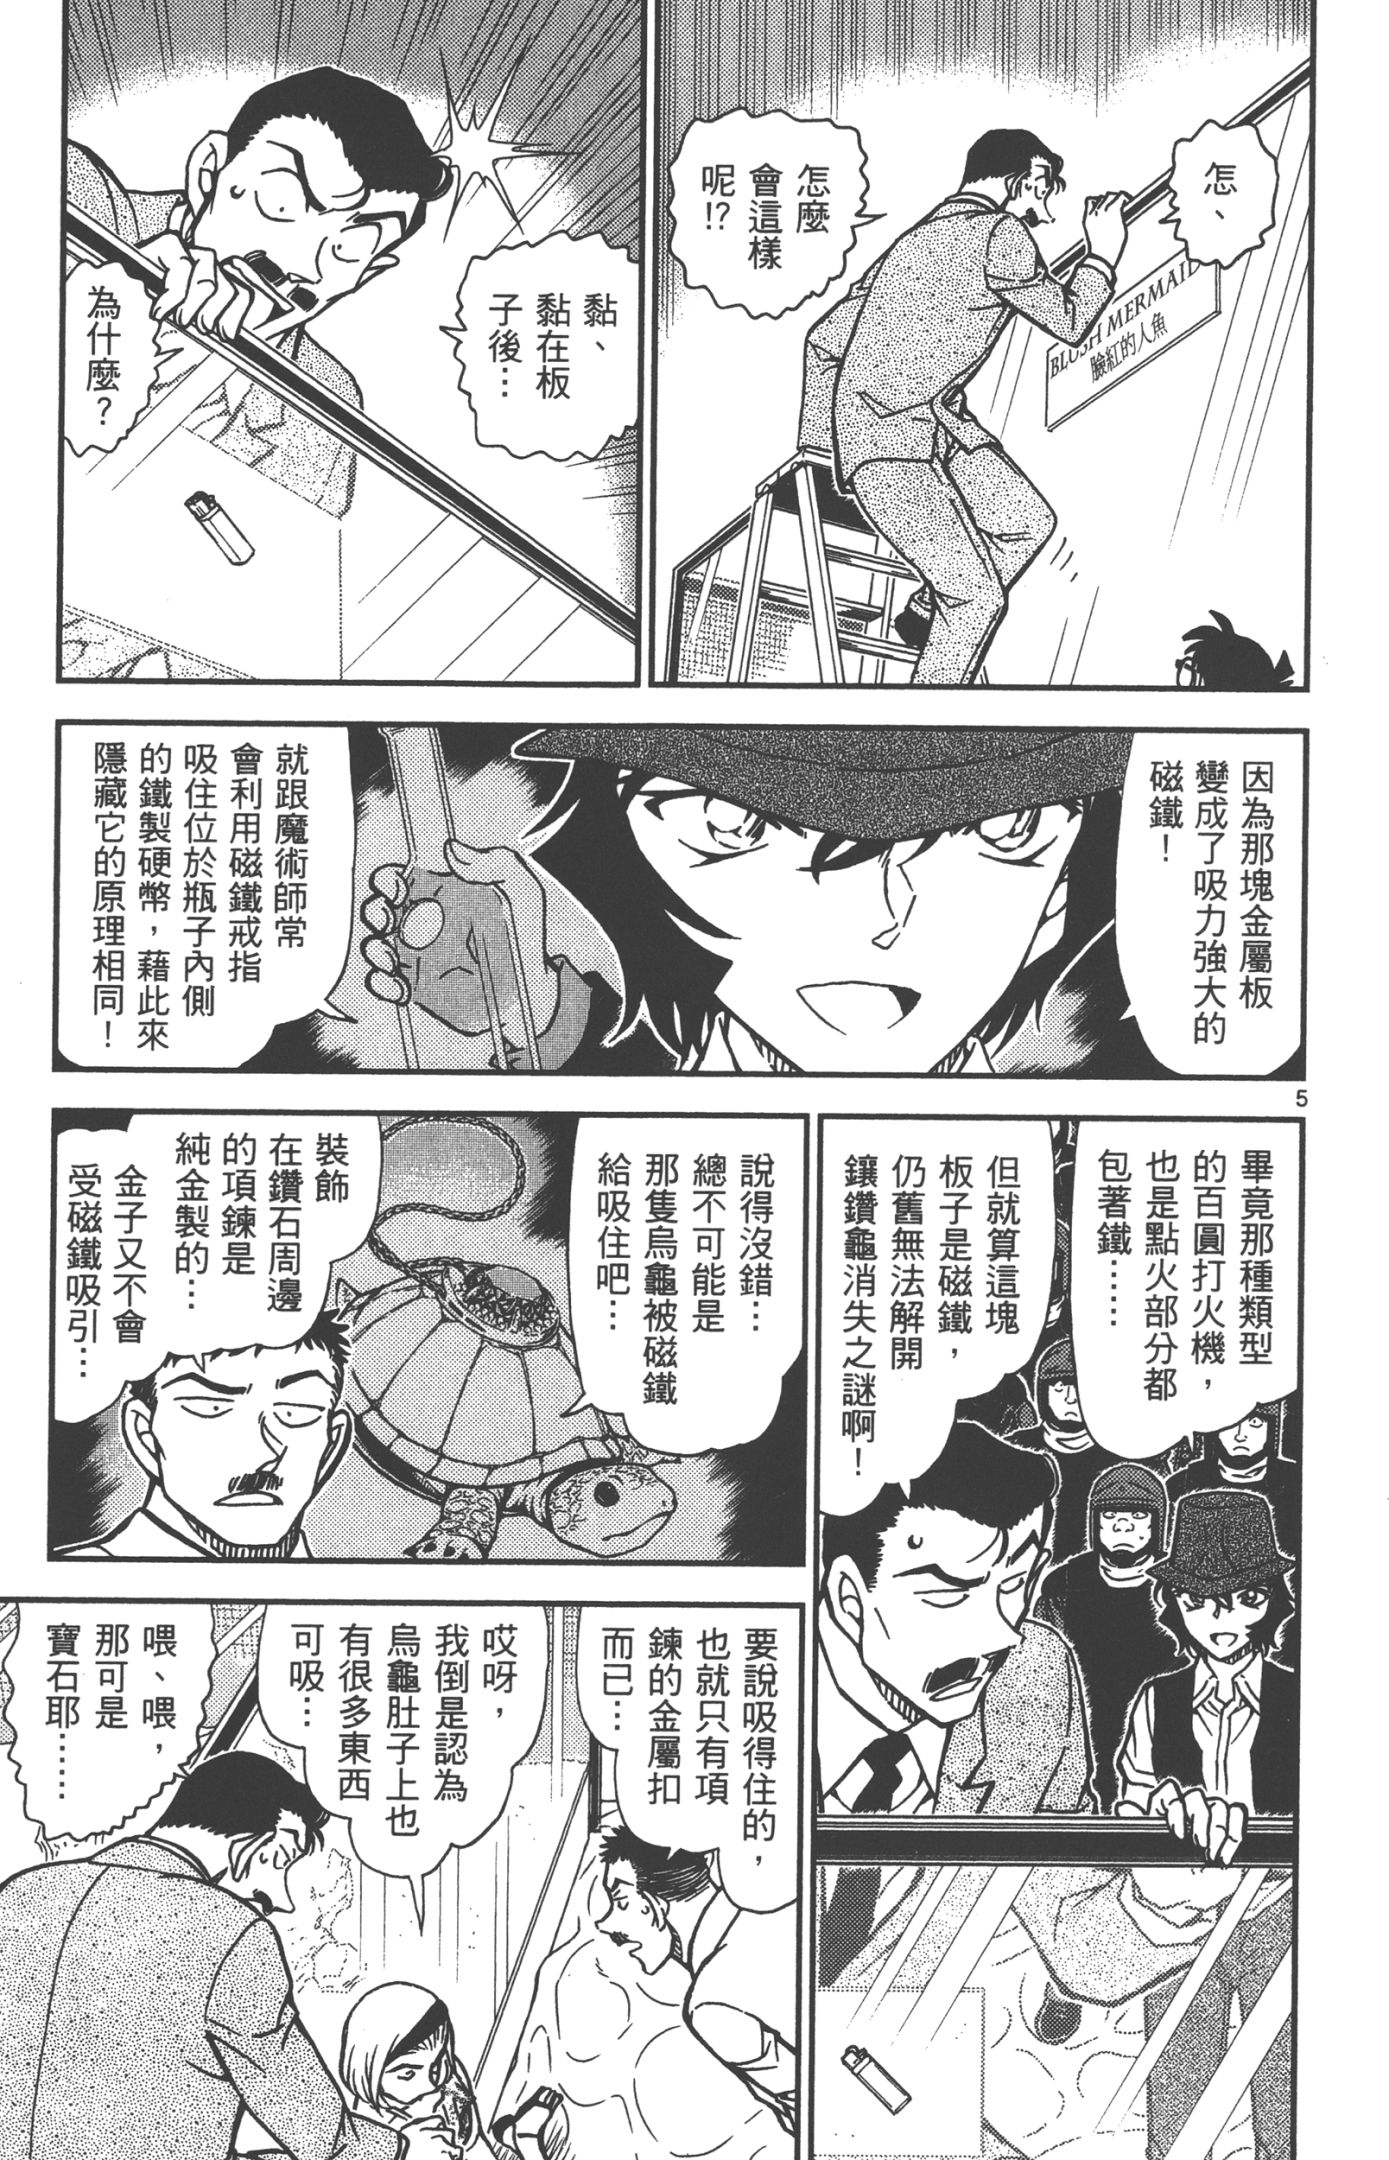 怎、
怎麼
會這樣
呢!?
BLUSH MERMAID
臉紅的人魚
黏、
黏在板
子後…
為什麼？
因為那塊金屬板
變成了吸力強大的
磁鐵！
就跟魔術師常
會利用磁鐵戒指
吸住位於瓶子內側
的鐵製硬幣，藉此來
隱藏它的原理相同！
5
畢竟那種類型
的百圓打火機，
也是點火部分都
包著鐵……
但就算這塊
板子是磁鐵，
仍舊無法解開
鑲鑽龜消失之謎啊！
說得沒錯…
總不可能是
那隻烏龜被磁鐵
給吸住吧…
裝飾
在鑽石周邊
的項鍊是
純金製的…
金子又不會
受磁鐵吸引…
要說吸得住的，
也就只有項
鍊的金屬扣
而已…
哎呀，
我倒是認為
烏龜肚子上也
有很多東西
可吸…
喂、喂，
那可是
寶石耶……